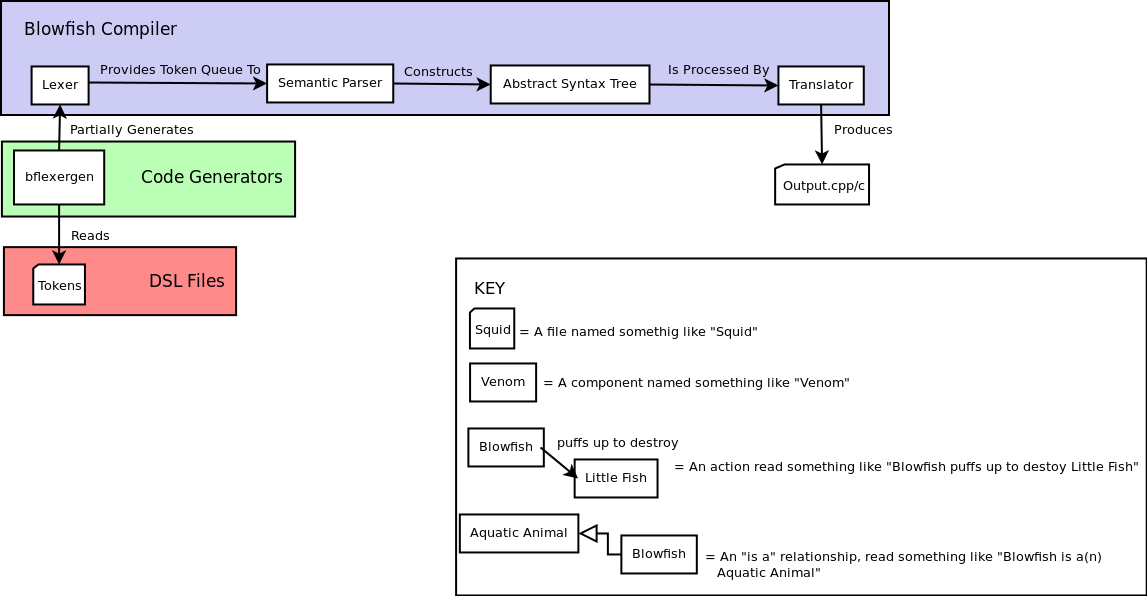 Blowfish Compiler
Lexer
Provides Token Queue To
Semantic Parser
Constructs
Abstract Syntax Tree
Is Processed By
Translator
Partially Generates
Produces
bflexergen
Code Generators
Output.cpp/c
Reads
Tokens
DSL Files
KEY
Squid
= A file named somethig like "Squid"
Venom
= A component named something like "Venom"
Blowfish
puffs up to destroy
Little Fish
= An action read something like "Blowfish puffs up to destoy Little Fish"
Aquatic Animal
Blowfish
= An "is a" relationship, read something like "Blowfish is a(n)
Aquatic Animal"